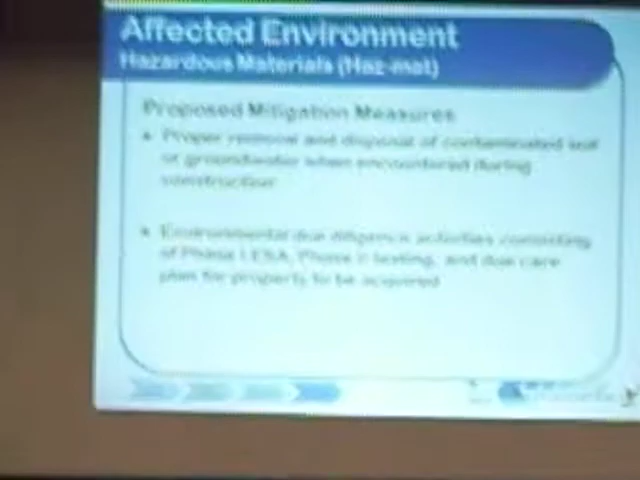 Affected Environment
Hazardous Materials (Haz-mat)
Proposed Mitigation Measures
• Proper removal and disposal of contaminated soil
or groundwater when encountered during
construction
• Environmental due diligence activities consisting
of Phase I ESA, Phase II testing, and due care
plan for property to be acquired